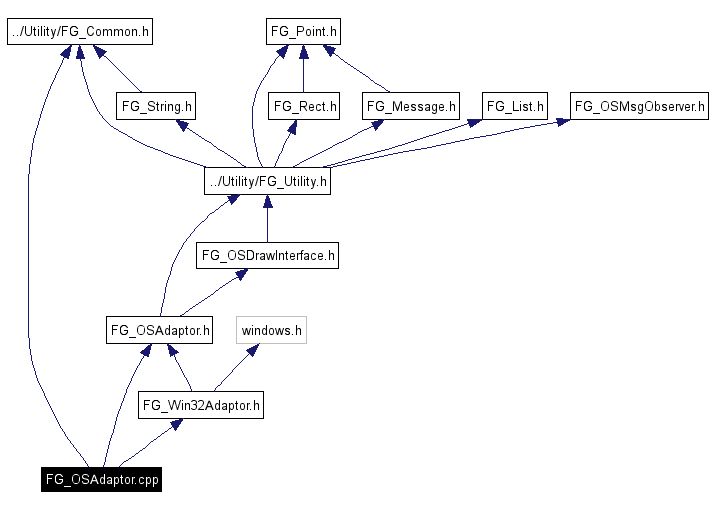 ../Utility/FG_Common.h
FG_Point.h
FG_String.h
FG_Rect.h
FG_Message.h
FG_List.h
FG_OSMsgObserver.h
../Utility/FG_Utility.h
FG_OSDrawInterface.h
FG_OSAdaptor.h
windows.h
FG_Win32Adaptor.h
FG_OSAdaptor.cpp